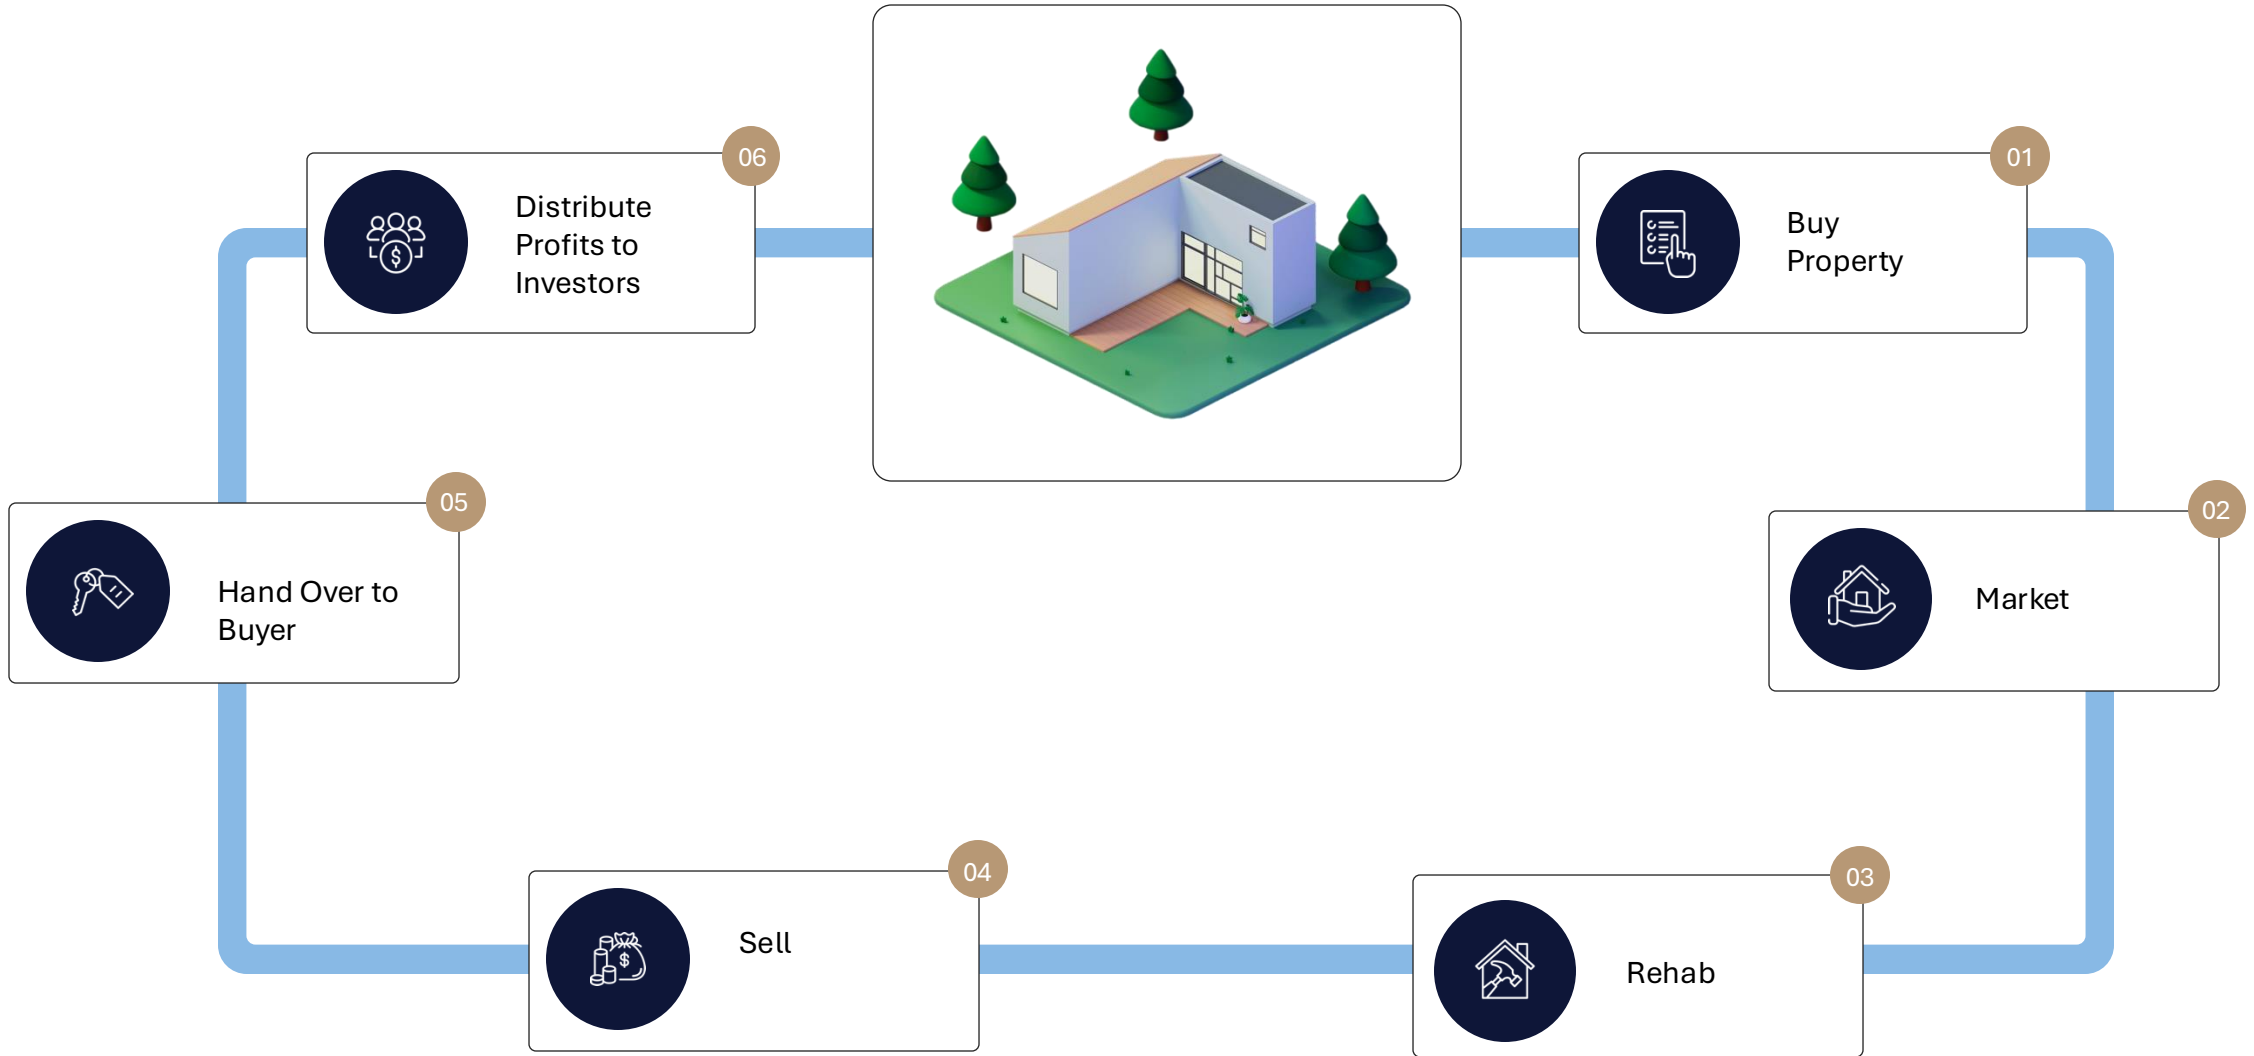 01
Buy
Property
02
Market
03
Rehab
04
Sell
05
Hand Over to
Buyer
06
Distribute
Profits to
Investors